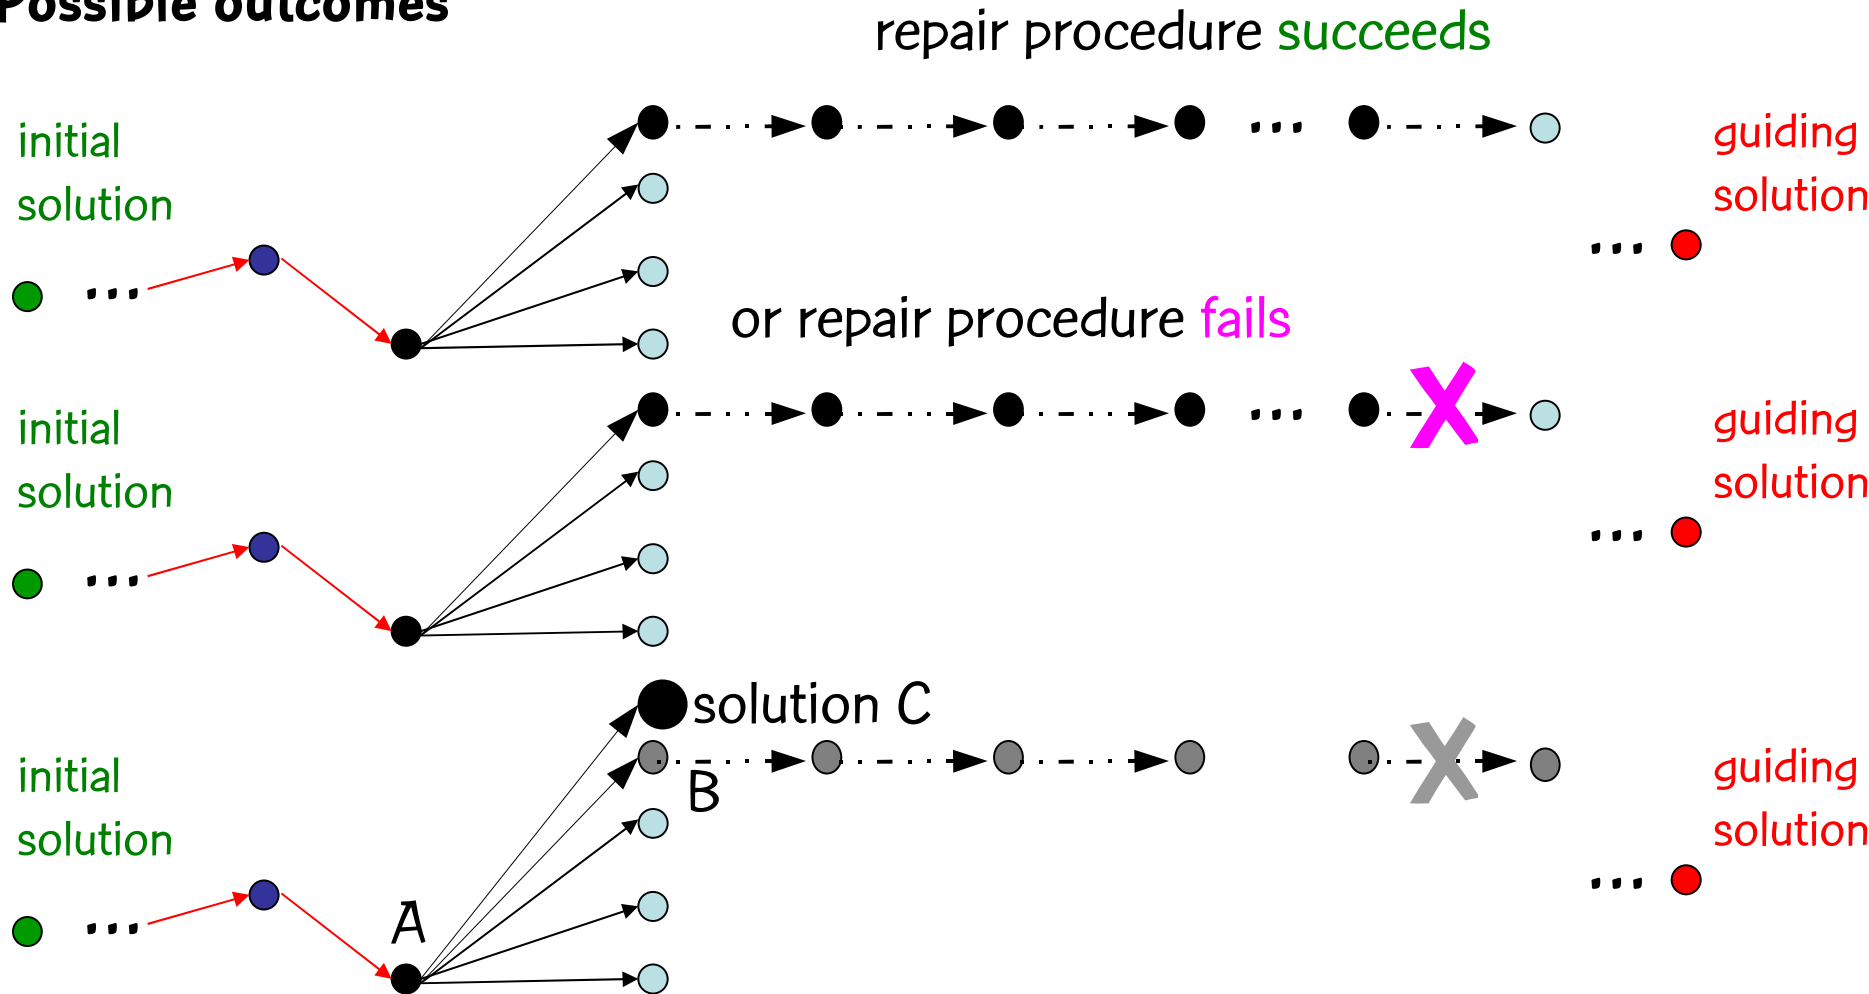 Possible outcomes
repair procedure succeeds
initial
solution
...
...
guiding
solution
...
or repair procedure fails
initial
solution
...
...
X
guiding
solution
...
solution C
B
X
initial
solution
...
A
guiding
solution
...